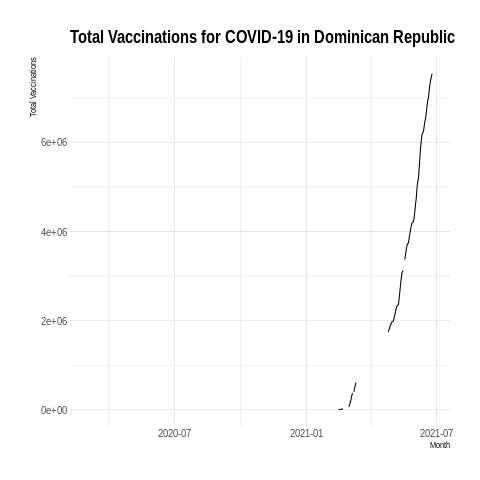 Total Vaccinations for COVID-19 in Dominican Republic
Total Vaccinations
6e+06
4e+06
2e+06
0e+00
2020-07
2021-01
2021-07
Month